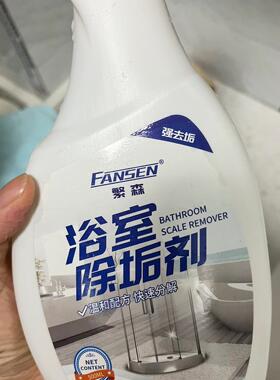 强去垢
FANSEN®
繁森
浴室
BATHROOM
SCALE REMOVER
除垢剂
温和配方 快速分解
NET
CONTENT
500ML